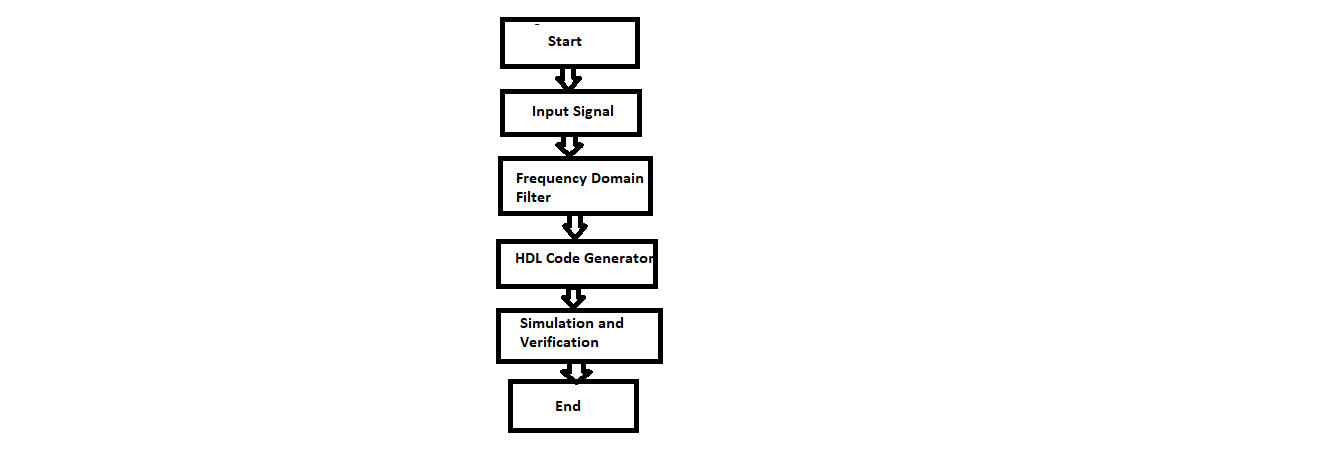 Start
Input Signal
Frequency Domain
Filter
HDL Code Generator
Simulation and
Verification
End